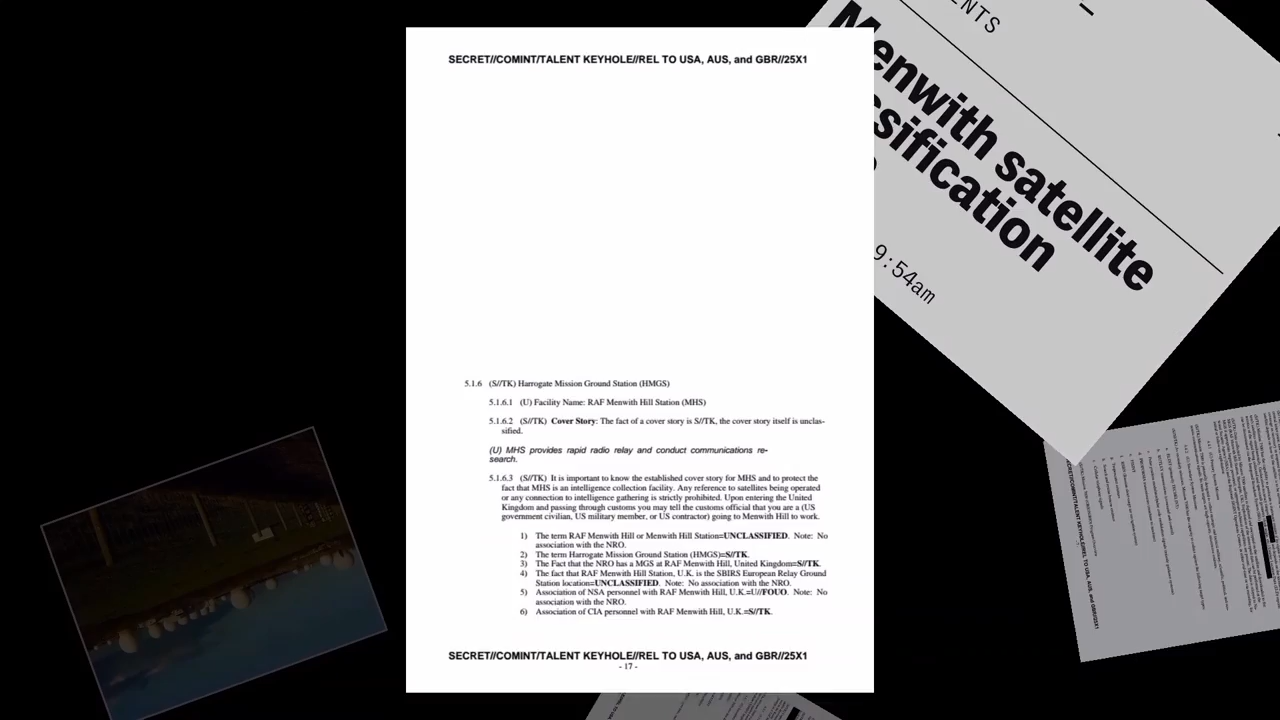 SECRET//COMINT/TALENT KEYHOLE//REL TO USA, AUS, and GBR//25X1
5.1.6 (S//TK) Harrogate Mission Ground Station (HMGS)
5.1.6.1 (U) Facility Name: RAF Menwith Hill Station (MHS)
5.1.6.2 (S//TK) Cover Story: The fact of a cover story is S//TK, the cover story itself is unclas-
sified.
(U) MHS provides rapid radio relay and conduct communications re-
search.
5.1.6.3 (S//TK) It is important to know the established cover story for MHS and to protect the
fact that MHS is an intelligence collection facility. Any reference to satellites being operated
or any connection to intelligence gathering is strictly prohibited. Upon entering the United
Kingdom and passing through customs you may tell the customs official that you are a (US
government civilian, US military member, or US contractor) going to Menwith Hill to work.
1) The term RAF Menwith Hill or Menwith Hill Station=UNCLASSIFIED. Note: No
association with the NRO.
2) The term Harrogate Mission Ground Station (HMGS)=S//TK.
3) The Fact that the NRO has a MGS at RAF Menwith Hill, United Kingdom=S//TK.
4) The fact that RAF Menwith Hill Station, U.K. is the SBIRS European Relay Ground
Station location=UNCLASSIFIED. Note: No association with the NRO.
5) Association of NSA personnel with RAF Menwith Hill, U.K.=U//FOUO. Note: No
association with the NRO.
6) Association of CIA personnel with RAF Menwith Hill, U.K.=S//TK.
SECRET//COMINT/TALENT KEYHOLE//REL TO USA, AUS, and GBR//25X1
- 17 -
ENTS
Menwith satellite
ssification
9:54am